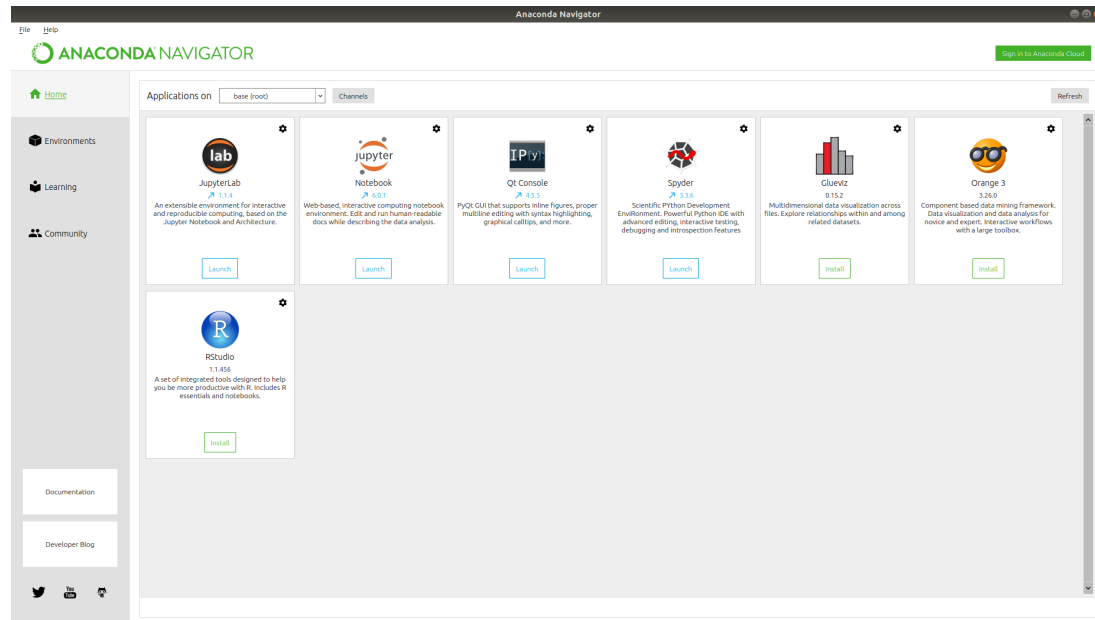 Anaconda Navigator
File Help
ANACONDA NAVIGATOR
Sign in to Anaconda Cloud
Home
Environments
Learning
Community
Documentation
Developer Blog
You
Tube
Applications on base (root) Channels Refresh
lab
JupyterLab
1.1.4
An extensible environment for interactive
and reproducible computing, based on the
Jupyter Notebook and Architecture.
Launch
jupyter
Notebook
6.0.1
Web-based, interactive computing notebook
environment. Edit and run human-readable
docs while describing the data analysis.
Launch
IP[y]:
Qt Console
4.5.5
PyQt GUI that supports inline figures, proper
multiline editing with syntax highlighting,
graphical calltips, and more.
Launch
Spyder
3.3.6
Scientific PYthon Development
EnviRonment. Powerful Python IDE with
advanced editing, interactive testing,
debugging and introspection features
Launch
Glueviz
0.15.2
Multidimensional data visualization across
files. Explore relationships within and among
related datasets.
Install
Orange 3
3.26.0
Component based data mining framework.
Data visualization and data analysis for
novice and expert. Interactive workflows
with a large toolbox.
Install
R
RStudio
1.1.456
A set of integrated tools designed to help
you be more productive with R. Includes R
essentials and notebooks.
Install